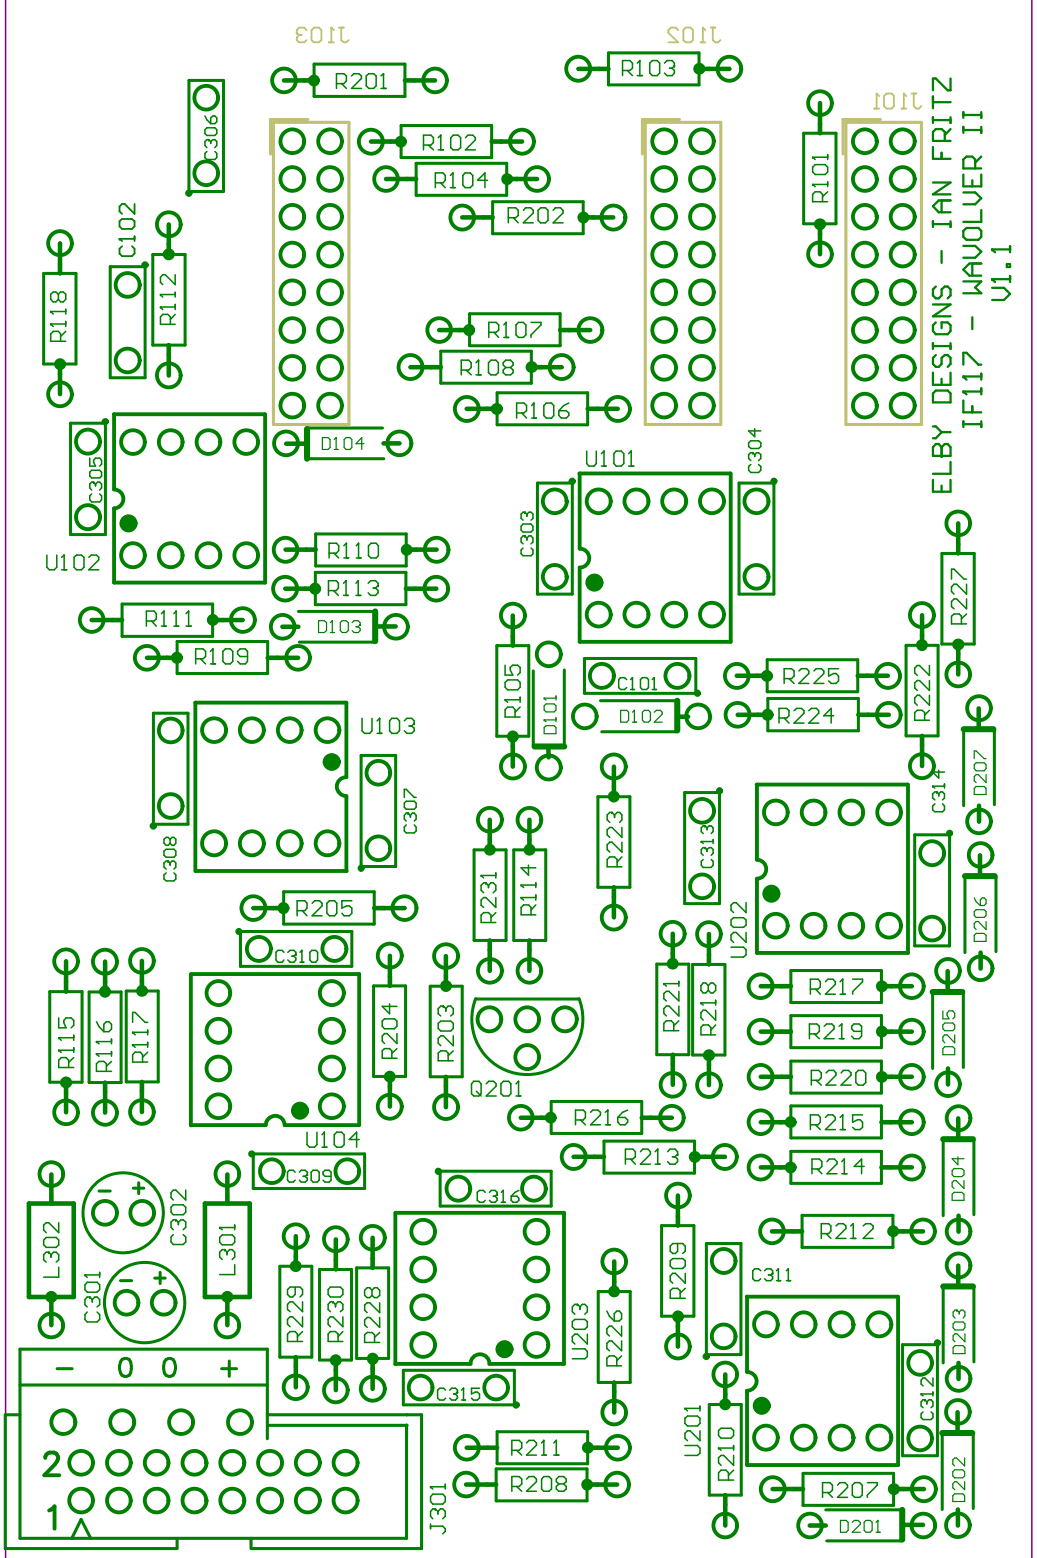 J103
J102
J101
R201
R103
C306
R102
R101
R104
R202
C102
R118
R112
R107
R108
R106
ELBY DESIGNS - IAN FRITZ
IF117 - WAVOLVER II
V1.1
D104
C305
U101
C304
C303
U102
R110
R113
R111
D103
R109
R227
R105
C101
R225
R222
D101
D102
R224
U103
D207
C307
C308
R223
C313
C314
R231
R114
R205
D206
C310
U202
R115
R116
R117
R204
R203
R221
R218
R217
D205
R219
R220
Q201
R216
R215
U104
R213
R214
D204
C309
C316
C302
- +
L302
L301
R209
R212
C311
C301
- +
R229
R230
R228
U203
R226
D203
- 0 0 +
C315
C312
U201
R210
R211
2
R208
R207
D202
1
J301
D201